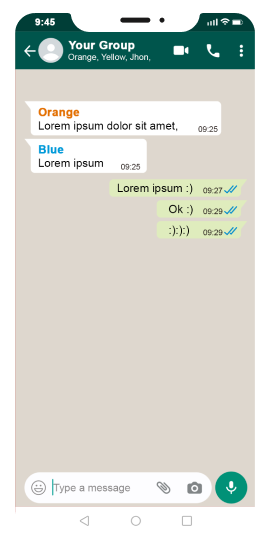 9:45
Your Group
Orange, Yellow, Jhon,
Orange
Lorem ipsum dolor sit amet, 09:25
Blue
Lorem ipsum 09:25
Lorem ipsum :) 09:27
Ok :) 09:29
:):):) 09:29
Type a message